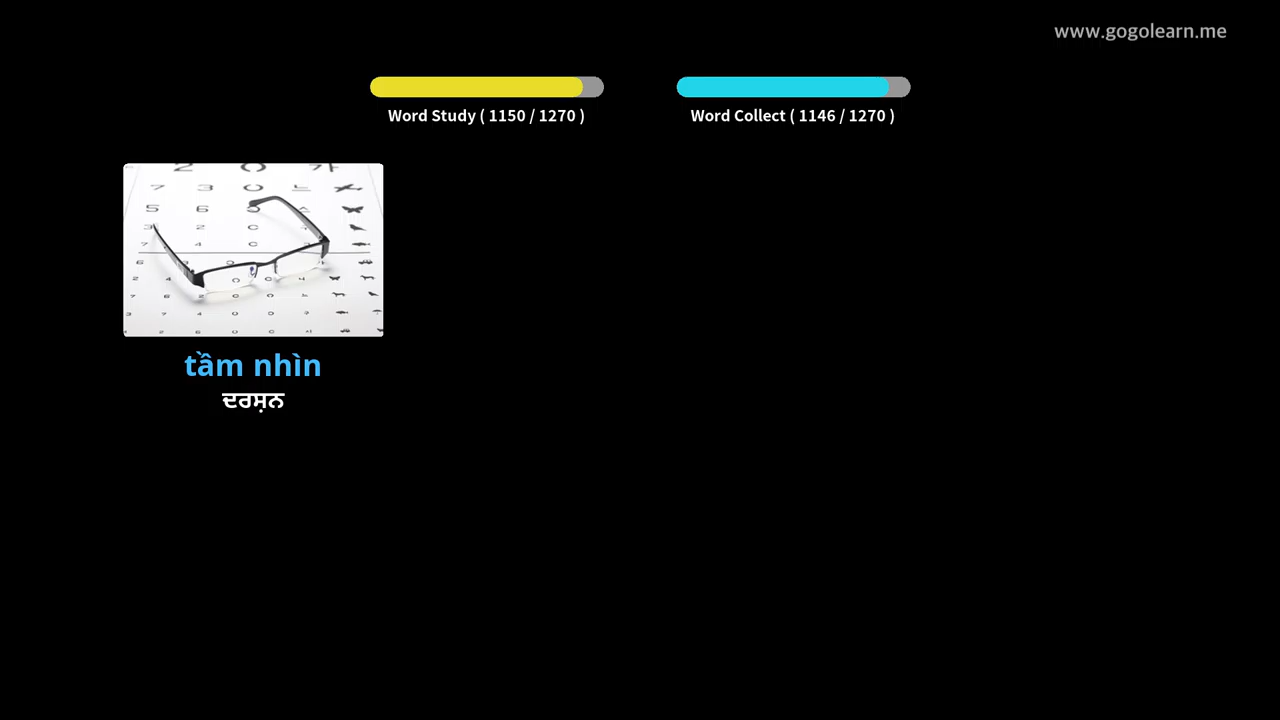 www.gogolearn.me
Word Study ( 1150 / 1270 )
Word Collect ( 1146 / 1270 )
tầm nhìn
ਦਰਸ਼ਨ